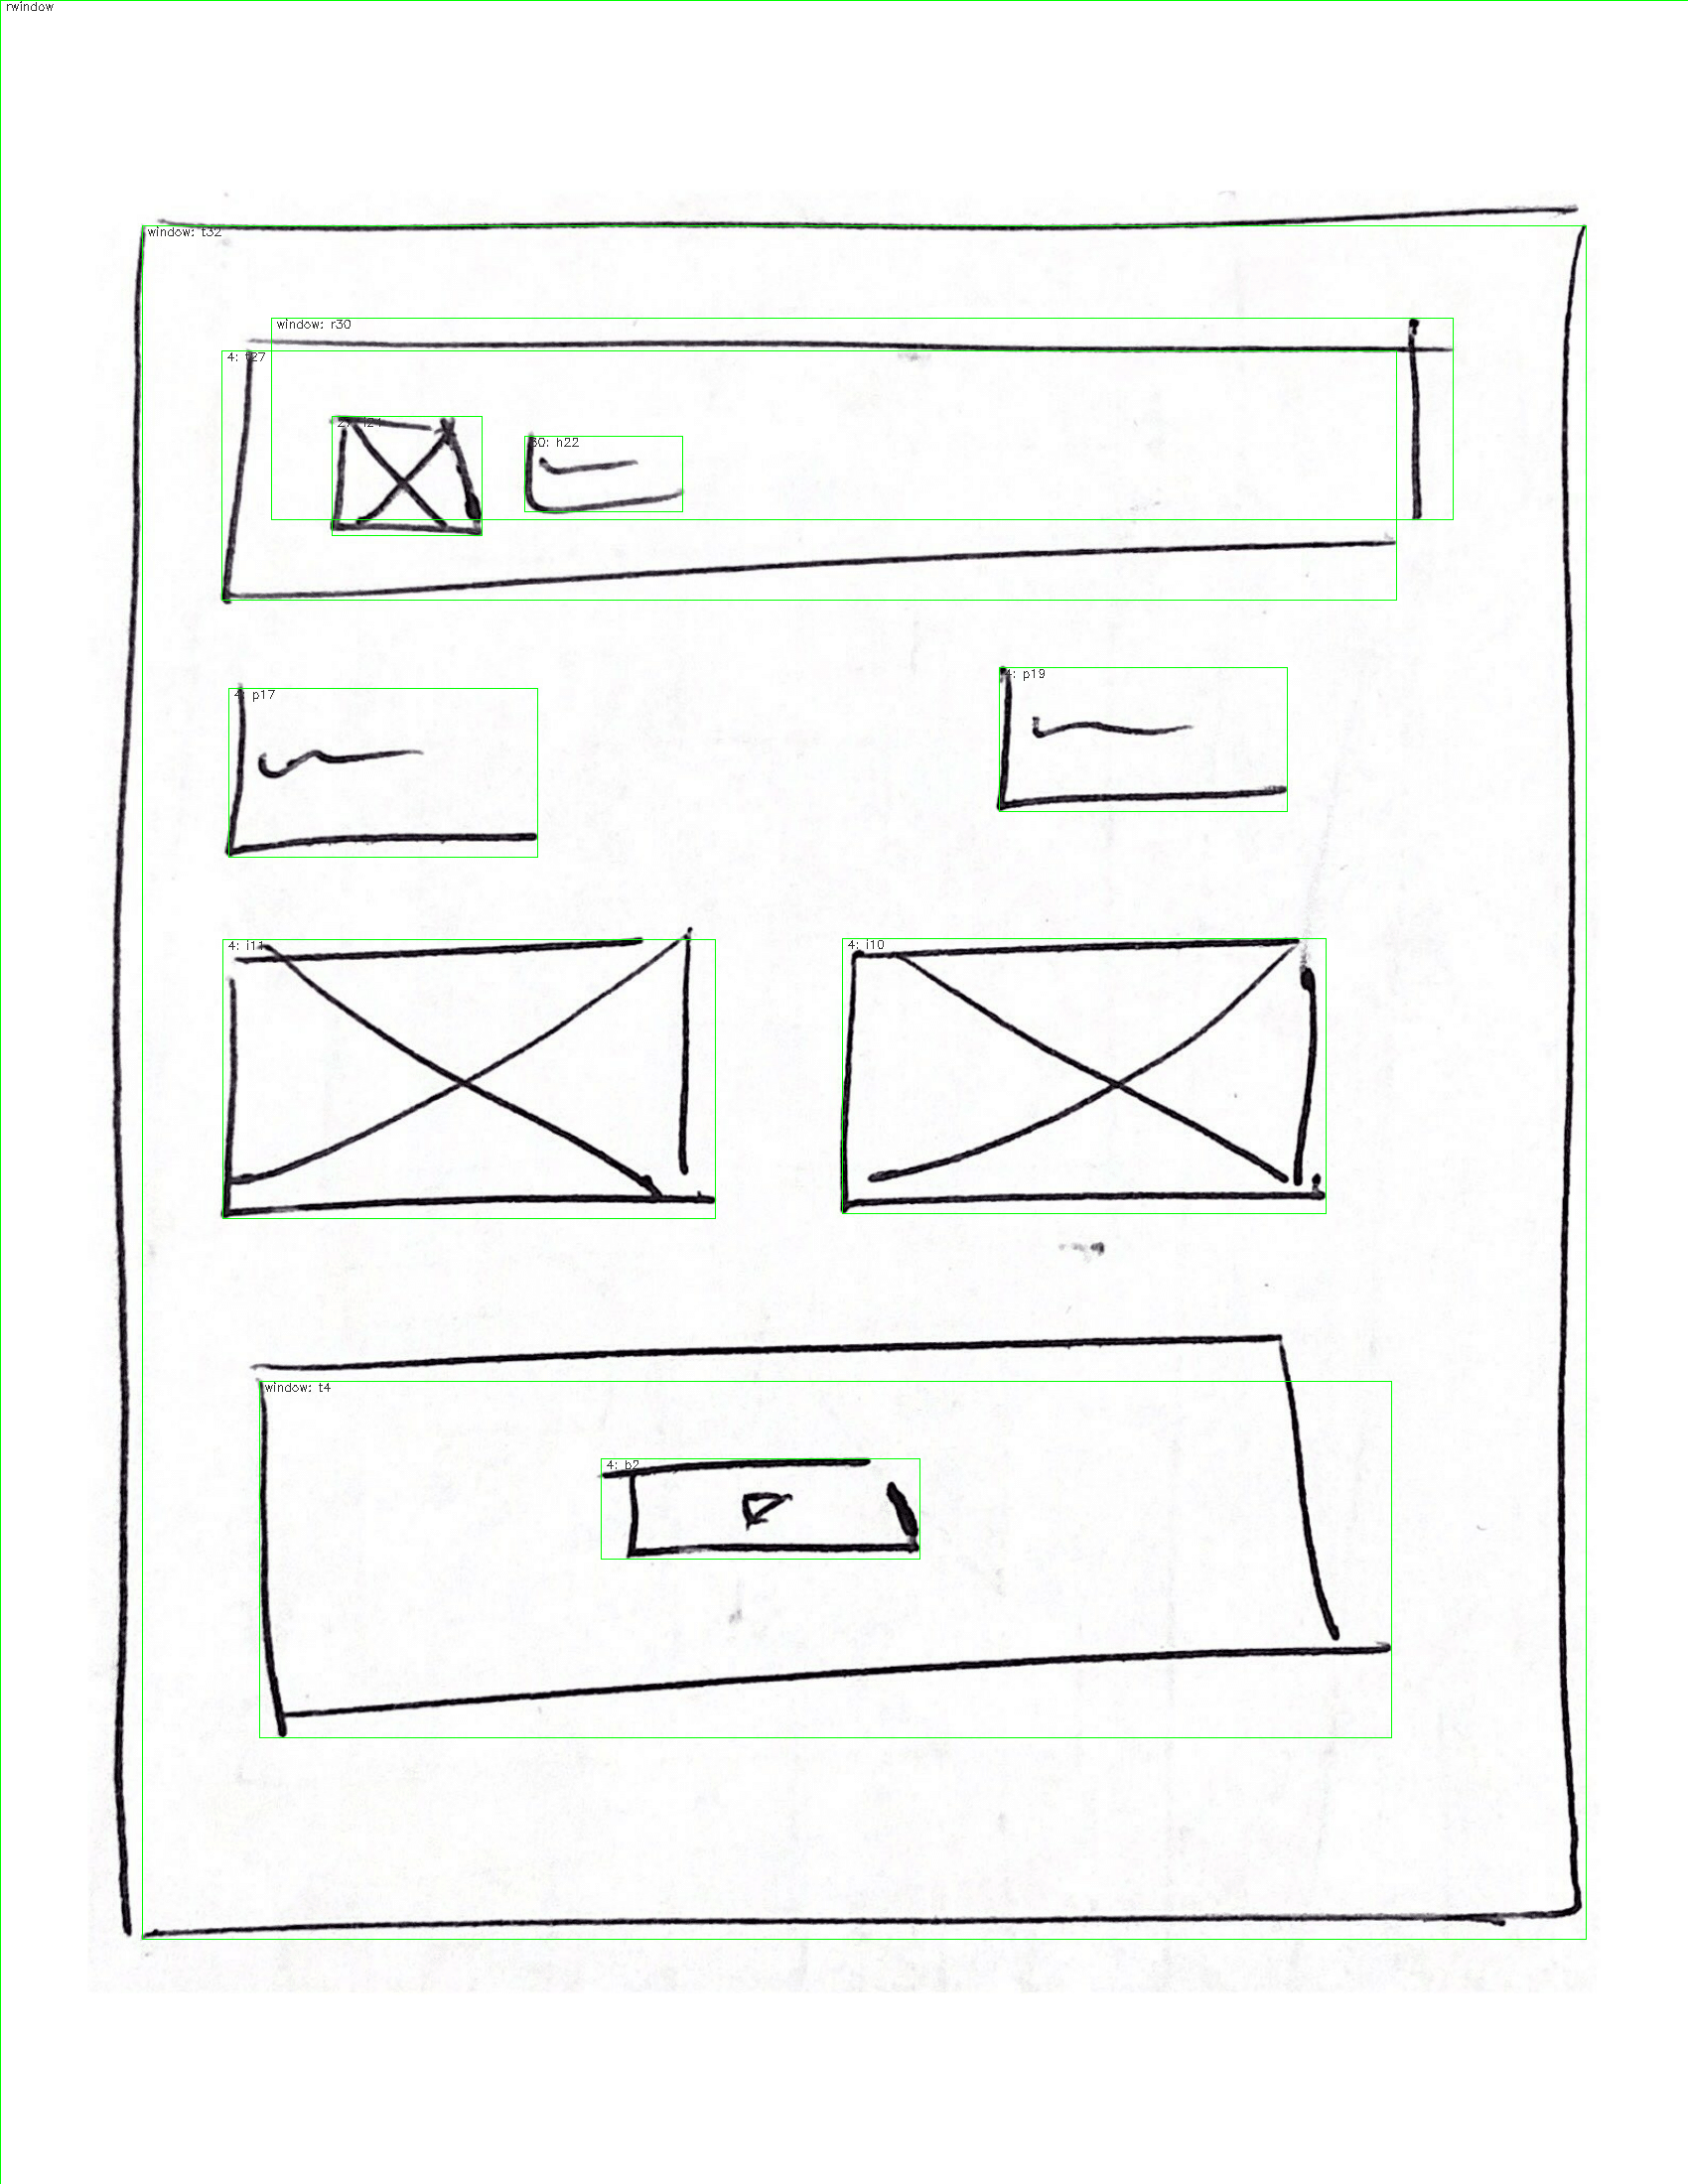 rwindow
window: t32
window: r30
4: t27
27: i24
30: h22
4: p19
4: p17
4: i11
4: i10
window: t4
4: b2